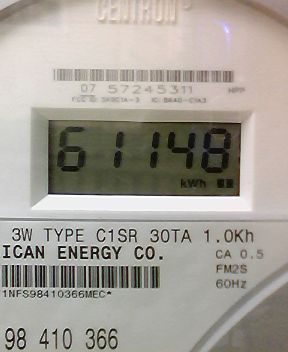 CENTRON®
07 57245311
61148
kWh
3W TYPE C1SR 30TA 1.0Kh
ICAN ENERGY CO.
CA 0.5
FM2S
60Hz
1NFS98410366MEC*
98 410 366